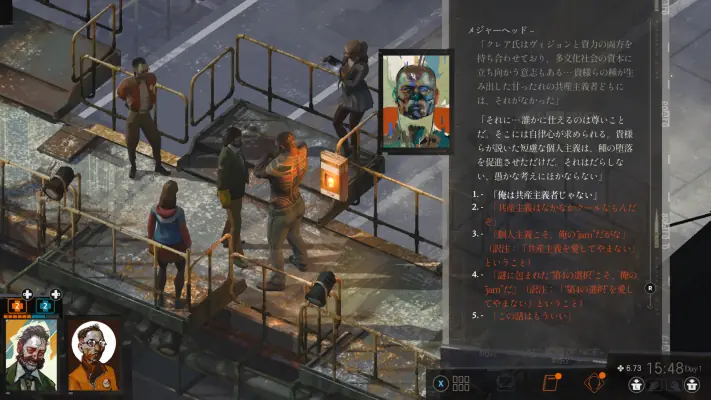 メジャーヘッド –
「クレア氏はヴィジョンと資力の両方を
持ち合わせており、多文化社会の資本に
立ち向かう意志もある… 貴様らの種が生
み出した甘ったれの共産主義者どもに
は、それがなかった」
「それに… 誰かに仕えるのは尊いこと
だ。そこには自律心が求められる。貴様
らが説いた短慮な個人主義は、種の堕落
を促進させただけだ。それはだらしな
い、愚かな考えにほかならない」
1. - 「俺は共産主義者じゃない」
2. - 「共産主義はなかなかクールなもんだ
ぞ」
3. - 「個人主義こそ、俺の“jam”だがな」
（訳注：「共産主義を愛してやまない」
ということ）
4. - 「謎に包まれた“第4の選択”こそ、俺の
“jam”だ」（訳注：「“第4の選択”を愛し
てやまない」ということ）
5. - 「この話はもういい」
R
2
2
X
6.73
15:48 Day 1